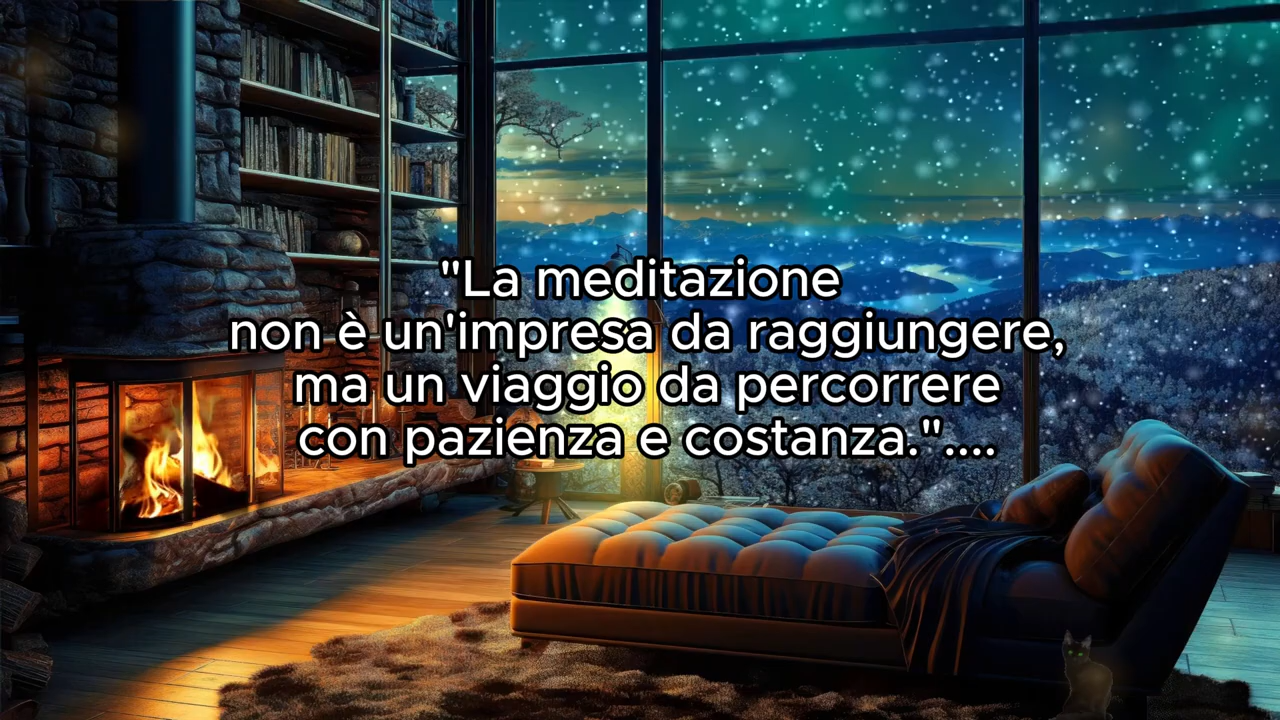 "La meditazione
non è un'impresa da raggiungere,
ma un viaggio da percorrere
con pazienza e costanza."....